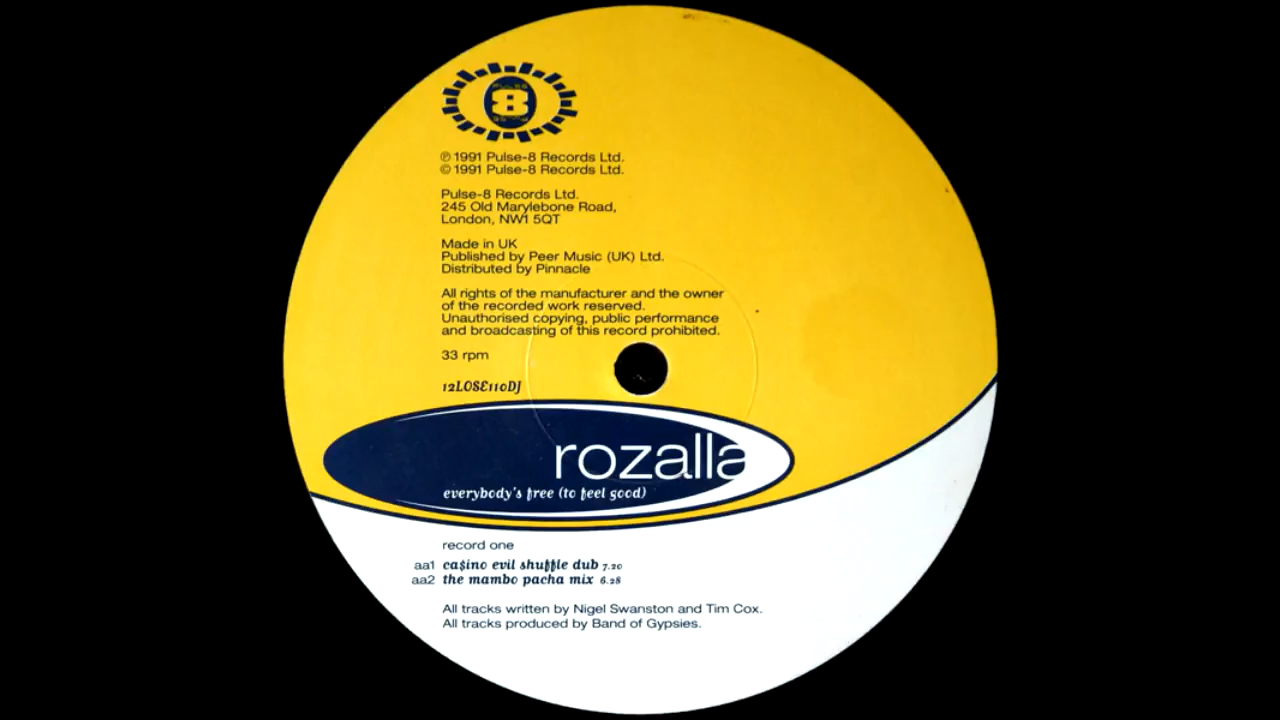 8
℗ 1991 Pulse-8 Records Ltd.
© 1991 Pulse-8 Records Ltd.
Pulse-8 Records Ltd.
245 Old Marylebone Road,
London, NW1 5QT
Made in UK
Published by Peer Music (UK) Ltd.
Distributed by Pinnacle
All rights of the manufacturer and the owner
of the recorded work reserved.
Unauthorised copying, public performance
and broadcasting of this record prohibited.
33 rpm
12LOSE110DJ
rozalla
everybody's free (to feel good)
record one
aa1 ca$ino evil shuffle dub 7.20
aa2 the mambo pacha mix 6.28
All tracks written by Nigel Swanston and Tim Cox.
All tracks produced by Band of Gypsies.